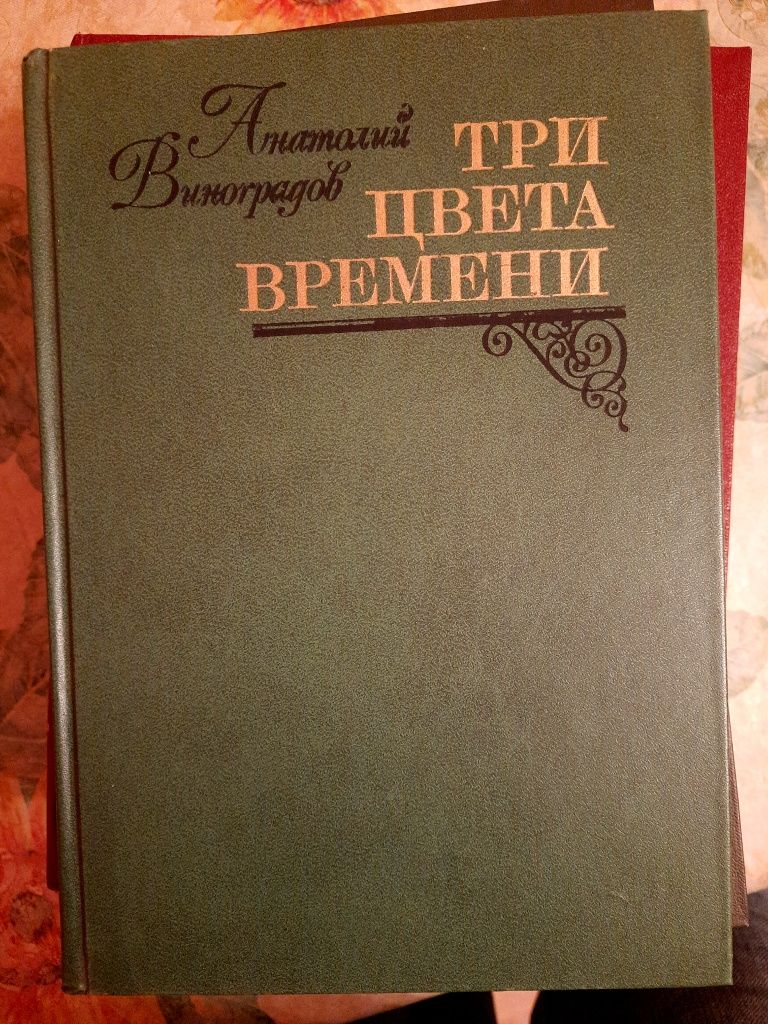 Анатолий
Виноградов
ТРИ
ЦВЕТА
ВРЕМЕНИ